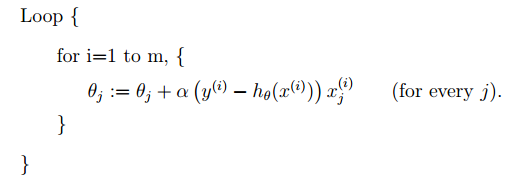 Loop {
for i=1 to m, {
θ_j := θ_j + α (y^(i) − h_θ(x^(i))) x_j^(i) (for every j).
}
}